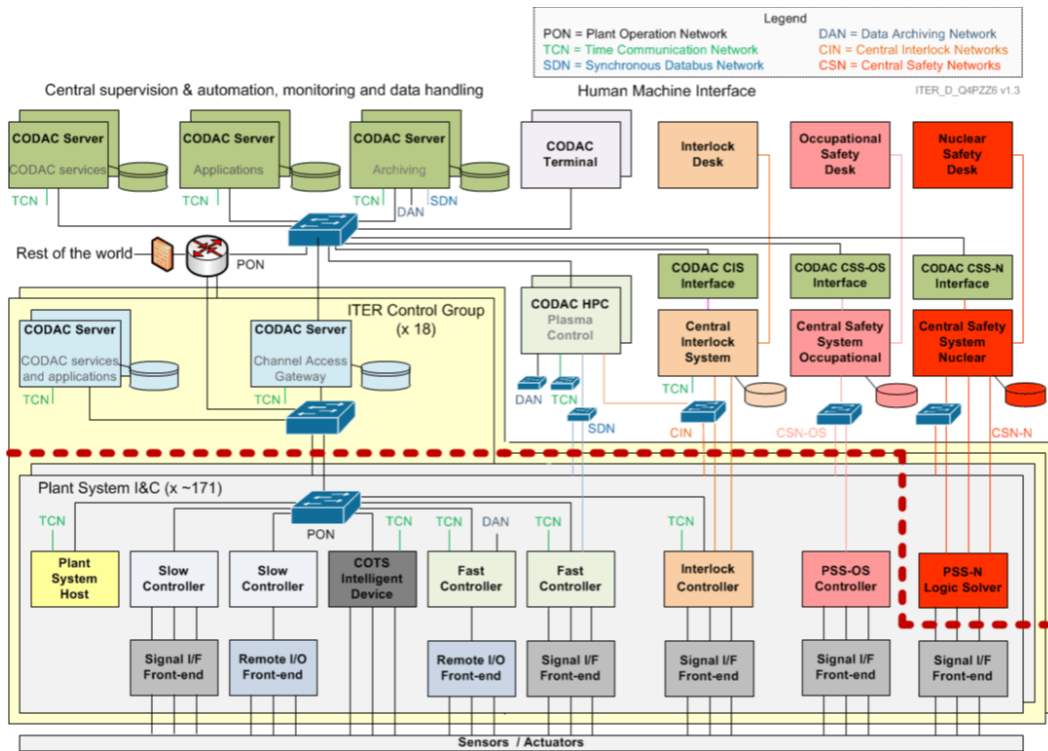 Legend
PON = Plant Operation Network
DAN = Data Archiving Network
TCN = Time Communication Network
CIN = Central Interlock Networks
SDN = Synchronous Databus Network
CSN = Central Safety Networks
ITER_D_Q4PZZ6 v1.3
Central supervision & automation, monitoring and data handling
Human Machine Interface
CODAC Server
CODAC services
TCN
CODAC Server
Applications
TCN
CODAC Server
Archiving
TCN
DAN
SDN
CODAC
Terminal
Interlock
Desk
Occupational
Safety
Desk
Nuclear
Safety
Desk
Rest of the world
PON
CODAC CIS
Interface
CODAC CSS-OS
Interface
CODAC CSS-N
Interface
ITER Control Group
(x 18)
CODAC Server
CODAC services
and applications
TCN
CODAC Server
Channel Access
Gateway
TCN
CODAC HPC
Plasma
Control
DAN
TCN
SDN
Central
Interlock
System
TCN
CIN
Central Safety
System
Occupational
CSN-OS
Central Safety
System
Nuclear
CSN-N
Plant System I&C (x ~171)
PON
TCN
Plant
System
Host
Slow
Controller
Slow
Controller
TCN
COTS
Intelligent
Device
TCN
DAN
Fast
Controller
TCN
Fast
Controller
TCN
Interlock
Controller
PSS-OS
Controller
PSS-N
Logic Solver
Signal I/F
Front-end
Remote I/O
Front-end
Remote I/O
Front-end
Signal I/F
Front-end
Signal I/F
Front-end
Signal I/F
Front-end
Signal I/F
Front-end
Sensors / Actuators